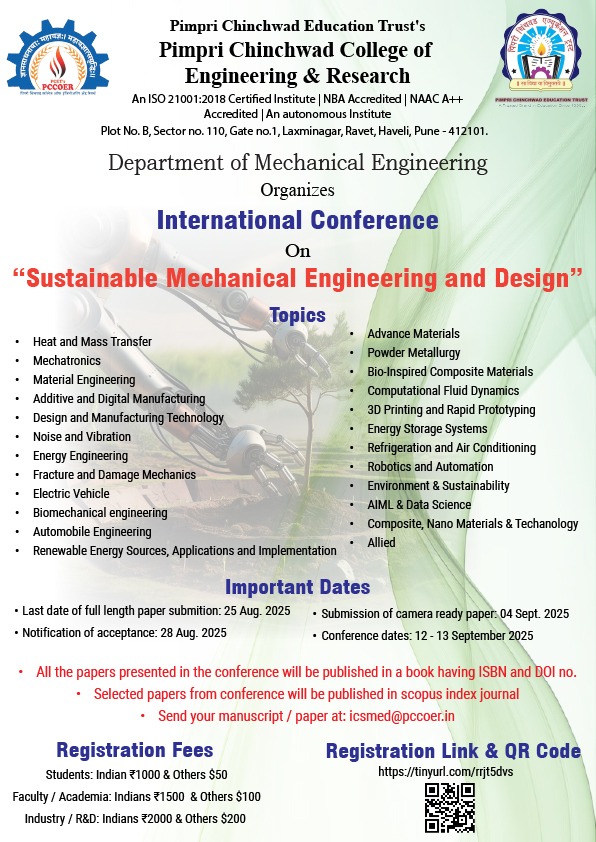 Pimpri Chinchwad Education Trust's
Pimpri Chinchwad College of
Engineering & Research
An ISO 21001:2018 Certified Institute | NBA Accredited | NAAC A++
Accredited | An autonomous Institute
Plot No. B, Sector no. 110, Gate no.1, Laxminagar, Ravet, Haveli, Pune - 412101.
PCET's
PCCOER
PIMPRI CHINCHWAD EDUCATION TRUST
Department of Mechanical Engineering
Organizes
International Conference
On
“Sustainable Mechanical Engineering and Design”
Topics
• Heat and Mass Transfer
• Mechatronics
• Material Engineering
• Additive and Digital Manufacturing
• Design and Manufacturing Technology
• Noise and Vibration
• Energy Engineering
• Fracture and Damage Mechanics
• Electric Vehicle
• Biomechanical engineering
• Automobile Engineering
• Renewable Energy Sources, Applications and Implementation
• Advance Materials
• Powder Metallurgy
• Bio-Inspired Composite Materials
• Computational Fluid Dynamics
• 3D Printing and Rapid Prototyping
• Energy Storage Systems
• Refrigeration and Air Conditioning
• Robotics and Automation
• Environment & Sustainability
• AIML & Data Science
• Composite, Nano Materials & Techanology
• Allied
Important Dates
• Last date of full length paper submition: 25 Aug. 2025
• Notification of acceptance: 28 Aug. 2025
• Submission of camera ready paper: 04 Sept. 2025
• Conference dates: 12 - 13 September 2025
• All the papers presented in the conference will be published in a book having ISBN and DOI no.
• Selected papers from conference will be published in scopus index journal
• Send your manuscript / paper at: icsmed@pccoer.in
Registration Fees
Students: Indian ₹1000 & Others $50
Faculty / Academia: Indians ₹1500 & Others $100
Industry / R&D: Indians ₹2000 & Others $200
Registration Link & QR Code
https://tinyurl.com/rrjt5dvs